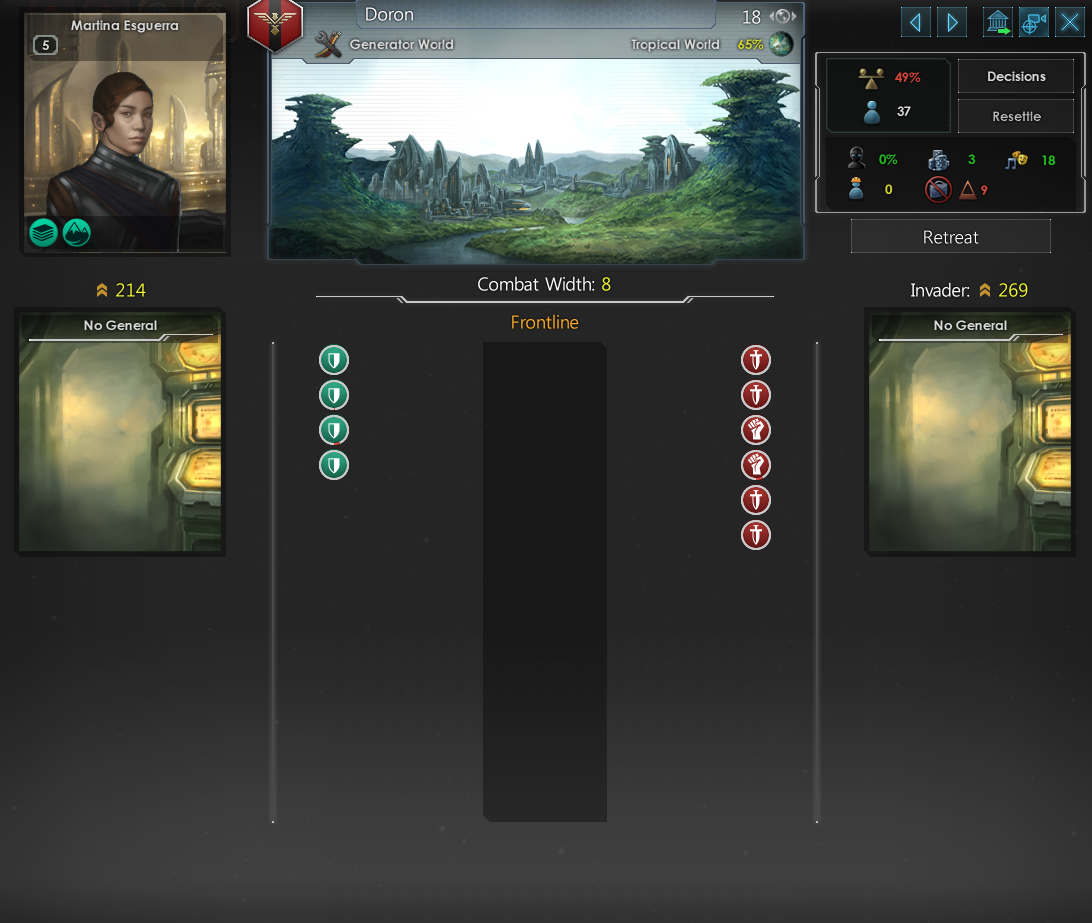 Martina Esguerra
5
Doron
18
Generator World
Tropical World
65%
49%
Decisions
37
Resettle
0%
3
18
0
9
Retreat
214
Combat Width: 8
Invader: 269
No General
Frontline
No General